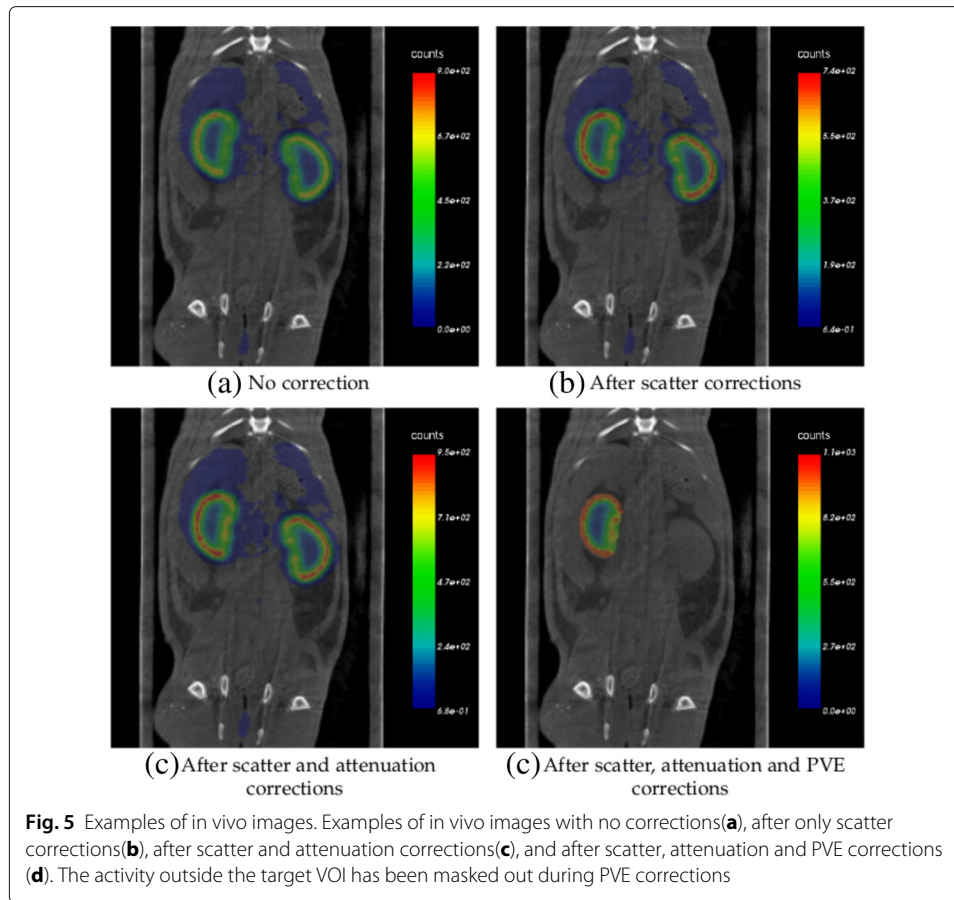 counts
9.0e+02
6.7e+02
4.5e+02
2.2e+02
0.0e+00
(a) No correction
counts
7.4e+02
5.5e+02
3.7e+02
1.9e+02
6.4e-01
(b) After scatter corrections
counts
9.5e+02
7.1e+02
4.7e+02
2.4e+02
6.8e-01
(c) After scatter and attenuation
corrections
counts
1.1e+03
8.2e+02
5.5e+02
2.7e+02
0.0e+00
(c) After scatter, attenuation and PVE
corrections
Fig. 5 Examples of in vivo images. Examples of in vivo images with no corrections(a), after only scatter
corrections(b), after scatter and attenuation corrections(c), and after scatter, attenuation and PVE corrections
(d). The activity outside the target VOI has been masked out during PVE corrections